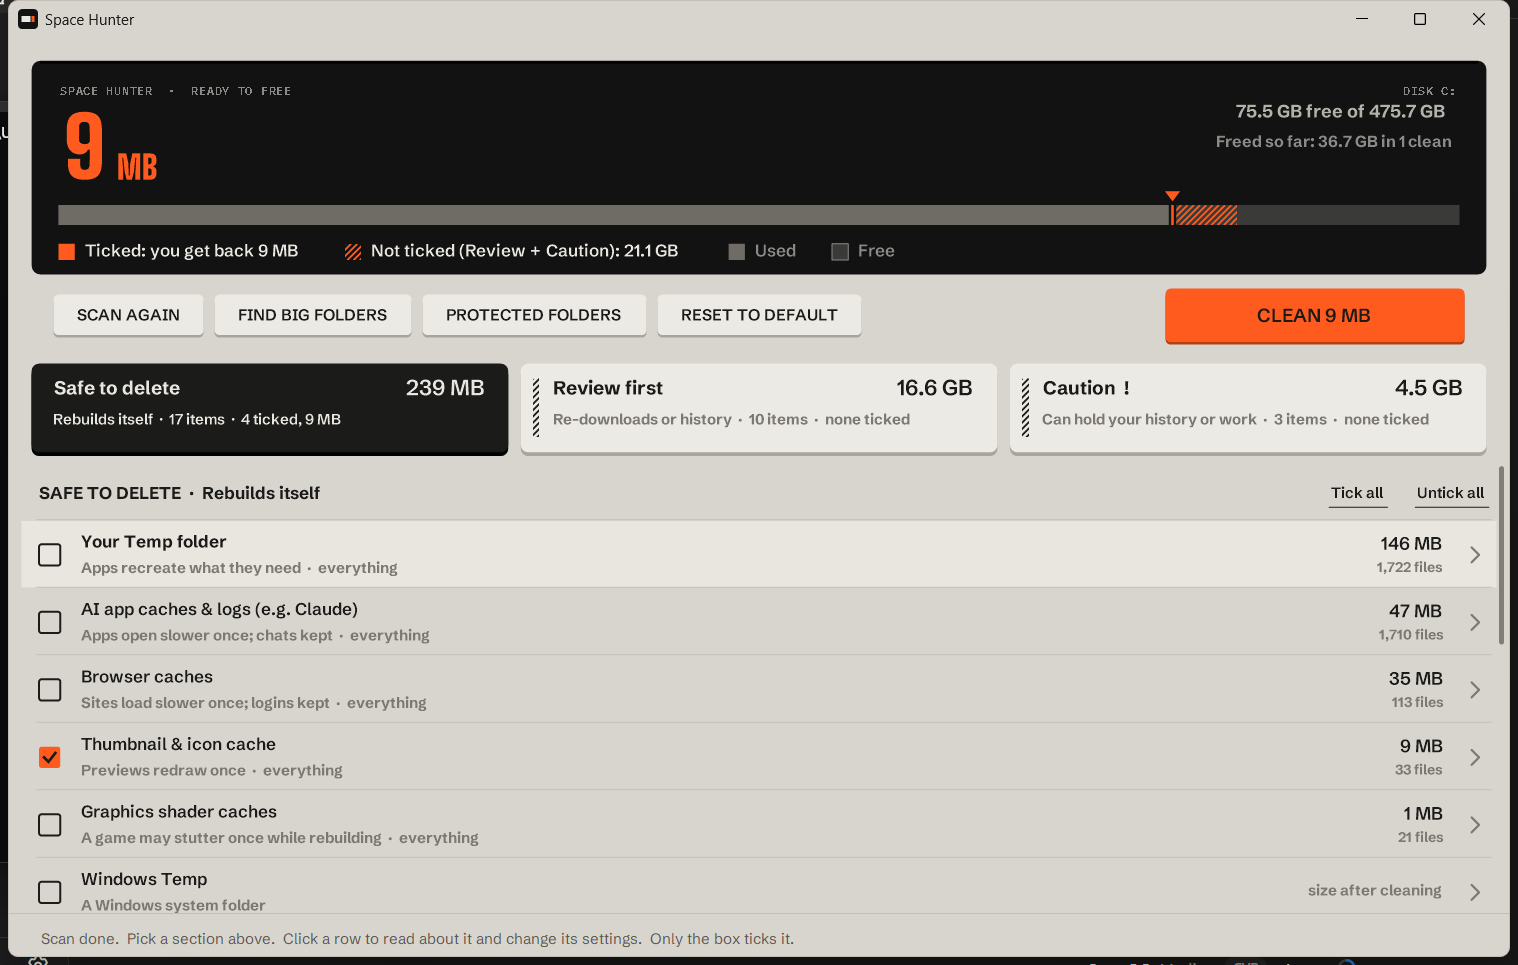 Space Hunter
SPACE HUNTER · READY TO FREE
DISK C:
9 MB
75.5 GB free of 475.7 GB
Freed so far: 36.7 GB in 1 clean
Ticked: you get back 9 MB
Not ticked (Review + Caution): 21.1 GB
Used
Free
SCAN AGAIN
FIND BIG FOLDERS
PROTECTED FOLDERS
RESET TO DEFAULT
CLEAN 9 MB
Safe to delete
239 MB
Rebuilds itself · 17 items · 4 ticked, 9 MB
Review first
16.6 GB
Re-downloads or history · 10 items · none ticked
Caution !
4.5 GB
Can hold your history or work · 3 items · none ticked
SAFE TO DELETE · Rebuilds itself
Tick all
Untick all
Your Temp folder
146 MB
Apps recreate what they need · everything
1,722 files
AI app caches & logs (e.g. Claude)
47 MB
Apps open slower once; chats kept · everything
1,710 files
Browser caches
35 MB
Sites load slower once; logins kept · everything
113 files
Thumbnail & icon cache
9 MB
Previews redraw once · everything
33 files
Graphics shader caches
1 MB
A game may stutter once while rebuilding · everything
21 files
Windows Temp
size after cleaning
A Windows system folder
Scan done. Pick a section above. Click a row to read about it and change its settings. Only the box ticks it.